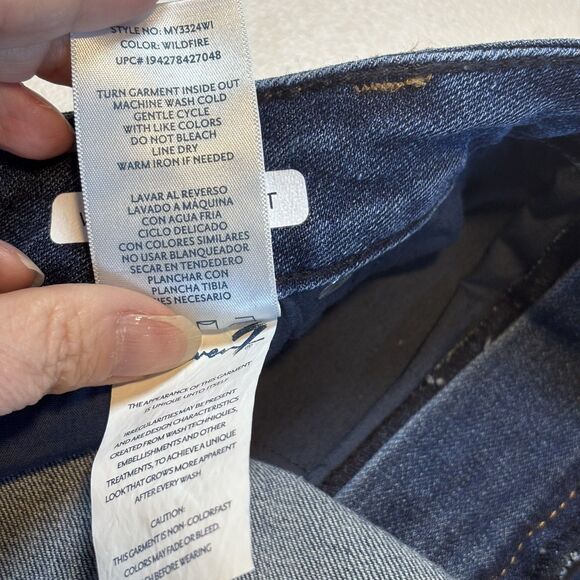 STYLE NO: MY3324WI
COLOR: WILDFIRE
UPC# 194278427048
TURN GARMENT INSIDE OUT
MACHINE WASH COLD
GENTLE CYCLE
WITH LIKE COLORS
DO NOT BLEACH
LINE DRY
WARM IRON IF NEEDED
LAVAR AL REVERSO
LAVADO A MÁQUINA
CON AGUA FRIA
CICLO DELICADO
CON COLORES SIMILARES
NO USAR BLANQUEADOR
SECAR EN TENDEDERO
PLANCHAR CON
PLANCHA TIBIA
ES NECESARIO
T
THE APPEARANCE OF THIS GARMENT
IS UNIQUE UNTO ITSELF.
IRREGULARITIES MAY BE PRESENT
AND ARE DESIGN CHARACTERISTICS
CREATED FROM WASH TECHNIQUES,
EMBELLISHMENTS AND OTHER
TREATMENTS, TO ACHIEVE A UNIQUE
LOOK THAT GROWS MORE APPARENT
AFTER EVERY WASH
CAUTION:
THIS GARMENT IS NON-COLORFAST
COLORS MAY FADE OR BLEED.
BEFORE WEARING